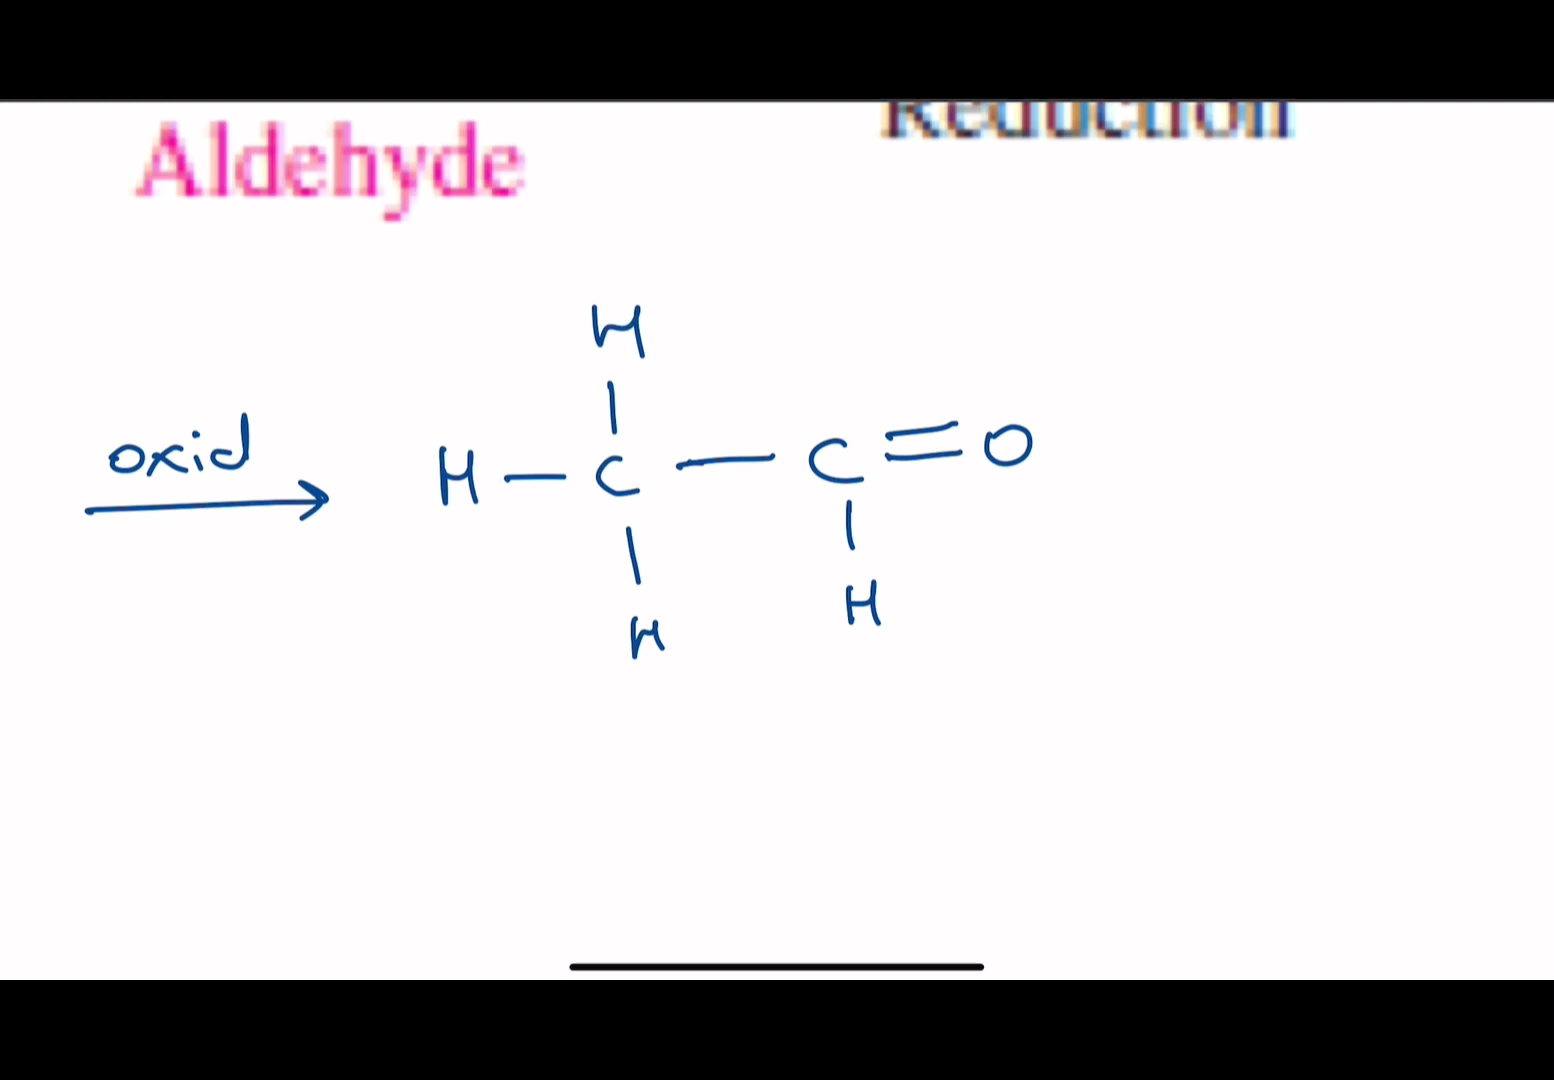 Aldehyde Reduction
H
oxid
H — C — C = O
H
H